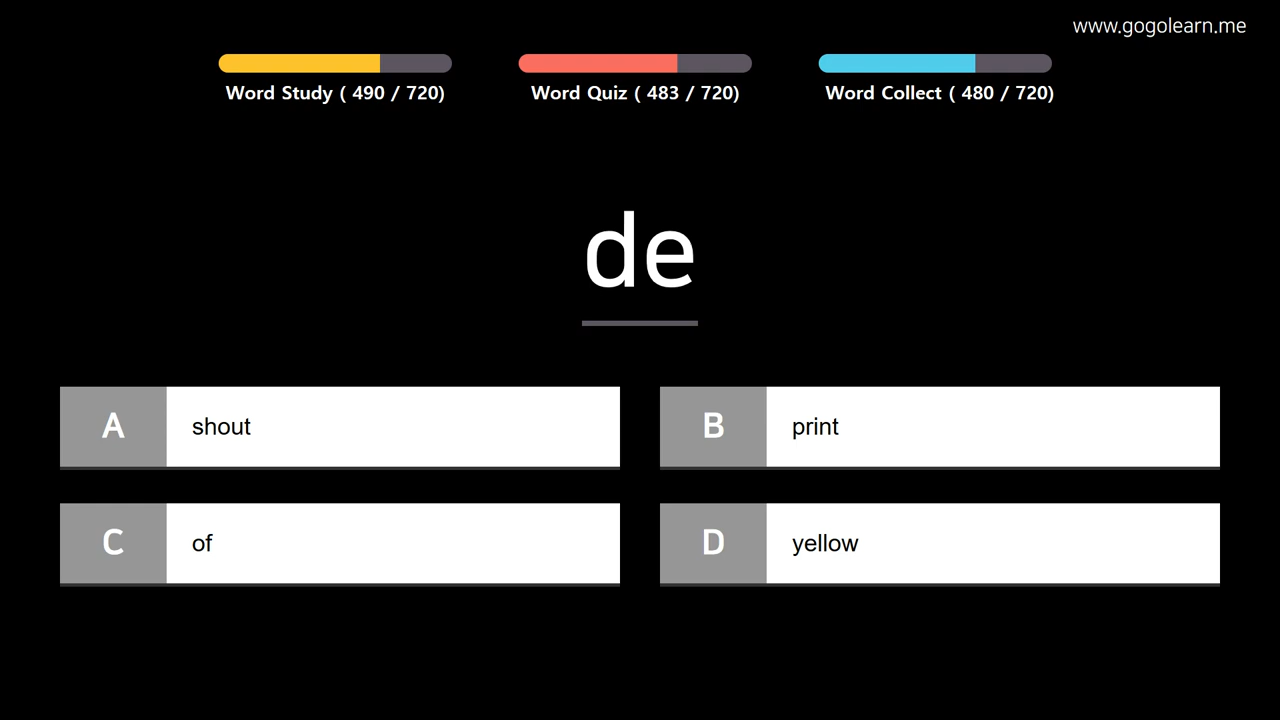 www.gogolearn.me
Word Study ( 490 / 720)
Word Quiz ( 483 / 720)
Word Collect ( 480 / 720)
de
A shout
B print
C of
D yellow